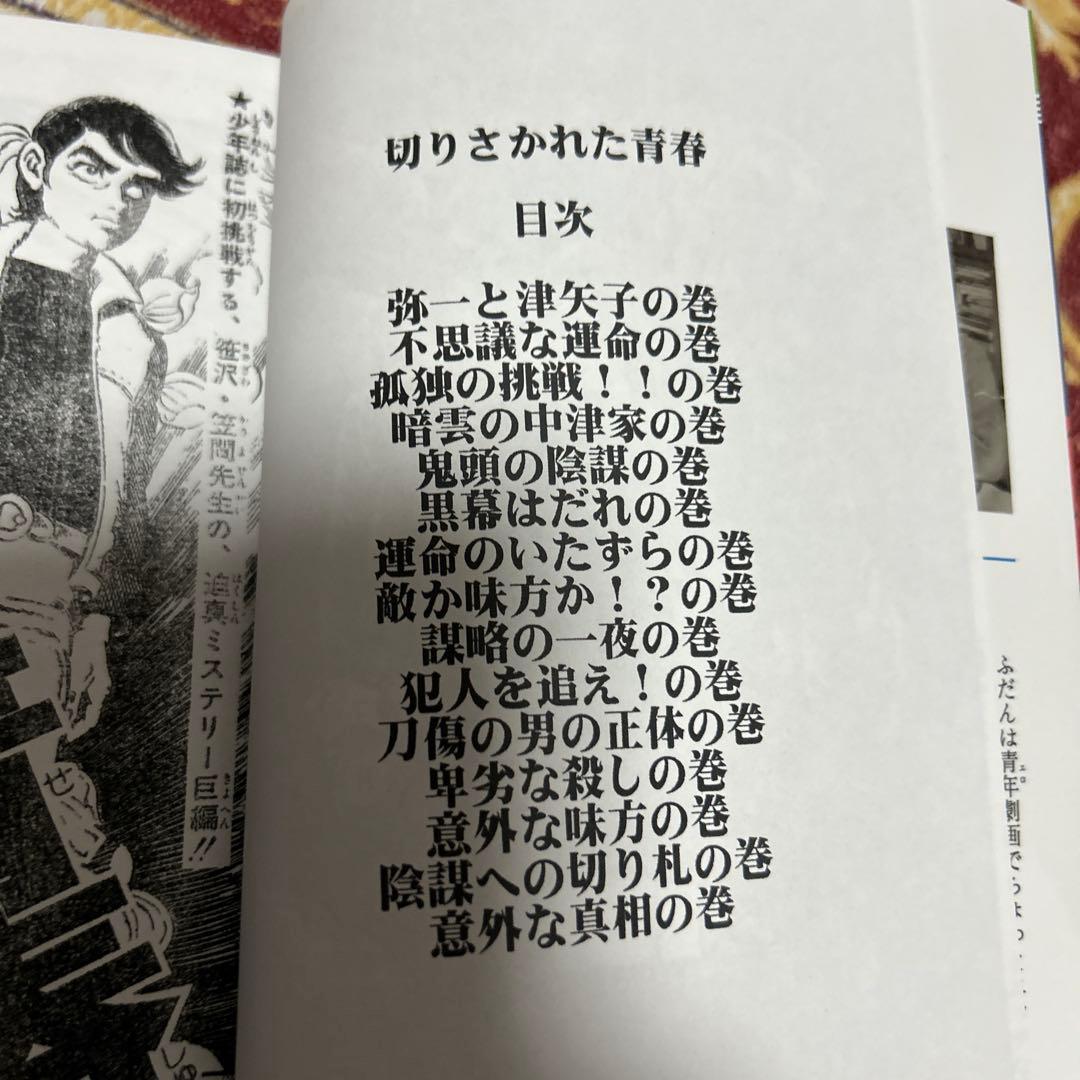 切りさかれた青春
目次
弥一と津矢子の巻
不思議な運命の巻
孤独の挑戦！！の巻
暗雲の中津家の巻
鬼頭の陰謀の巻
黒幕はだれの巻
運命のいたずらの巻
敵か味方か！？の巻
謀略の一夜の巻
犯人を追え！の巻
刀傷の男の正体の巻
卑劣な殺しの巻
意外な味方の巻
陰謀への切り札の巻
意外な真相の巻
★少年誌に初挑戦する、笹沢・笠間先生の、迫真ミステリー巨編!!
せ
ふだんは青年劇画でちょっ